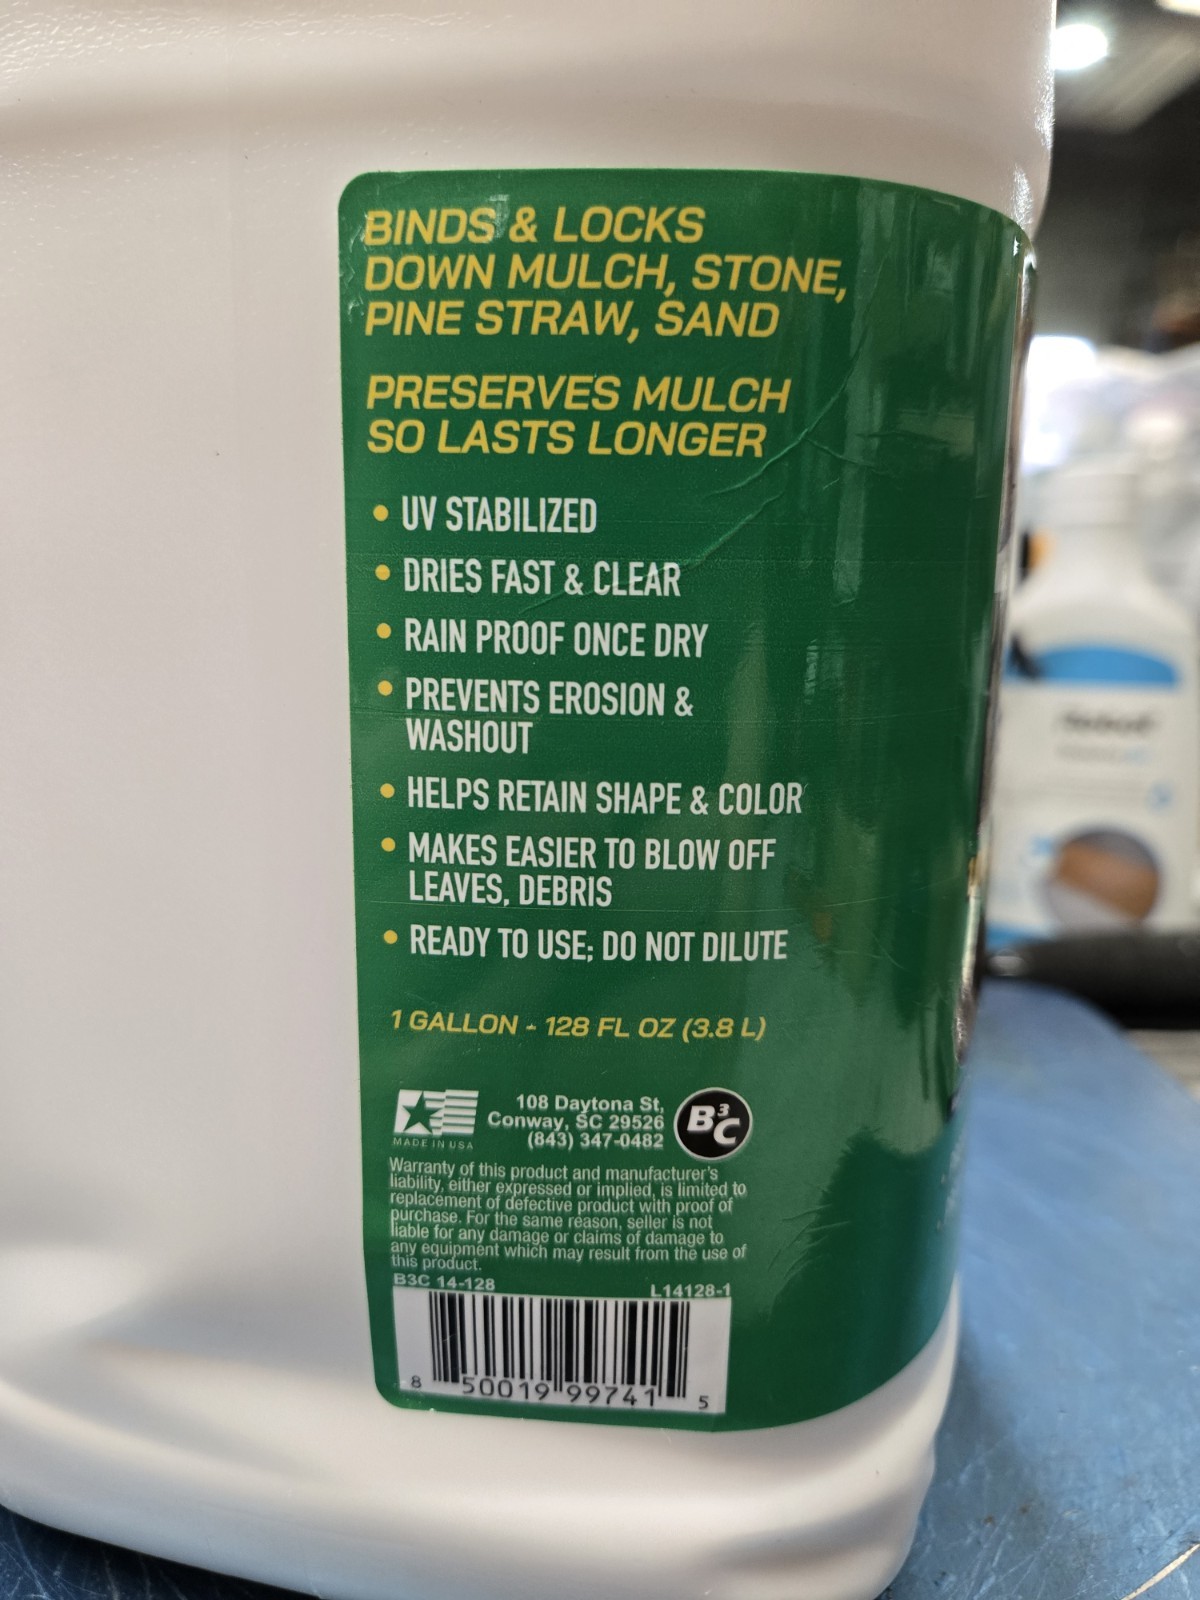 BINDS & LOCKS
DOWN MULCH, STONE,
PINE STRAW, SAND
PRESERVES MULCH
SO LASTS LONGER
• UV STABILIZED
• DRIES FAST & CLEAR
• RAIN PROOF ONCE DRY
• PREVENTS EROSION &
WASHOUT
• HELPS RETAIN SHAPE & COLOR
• MAKES EASIER TO BLOW OFF
LEAVES, DEBRIS
• READY TO USE; DO NOT DILUTE
1 GALLON - 128 FL OZ (3.8 L)
MADE IN USA
108 Daytona St,
Conway, SC 29526
(843) 347-0482
B3C
Warranty of this product and manufacturer's
liability, either expressed or implied, is limited to
replacement of defective product with proof of
purchase. For the same reason, seller is not
liable for any damage or claims of damage to
any equipment which may result from the use of
this product.
B3C 14-128 L14128-1
8 50019 99741 5